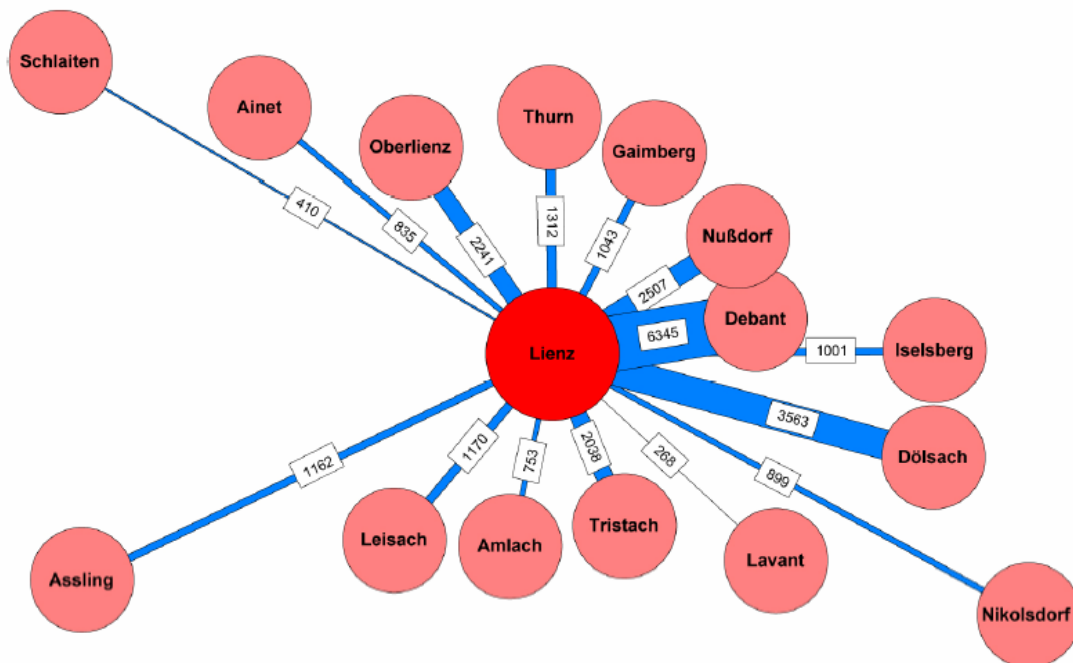 Schlaiten
Ainet
Oberlienz
Thurn
Gaimberg
Nußdorf
Debant
Iselsberg
Dölsach
Nikolsdorf
Lavant
Tristach
Amlach
Leisach
Assling
Lienz
410
835
2241
1312
1043
2507
6345
1001
3563
899
268
2038
753
1170
1162